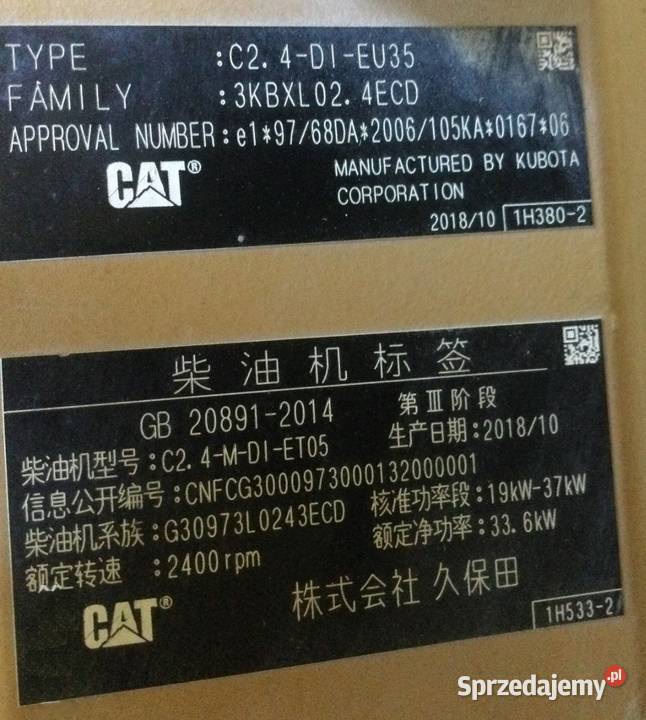 TYPE :C2.4-DI-EU35
FAMILY :3KBXL02.4ECD
APPROVAL NUMBER:e1*97/68DA*2006/105KA*0167*06
CAT®
MANUFACTURED BY KUBOTA
CORPORATION
2018/10 1H380-2
柴油机标签
GB 20891-2014 第Ⅲ阶段
柴油机型号:C2.4-M-DI-ET05 生产日期:2018/10
信息公开编号:CNFCG3000973000132000001
柴油机系族:G30973L0243ECD 核准功率段:19kW-37kW
额定转速 :2400rpm 额定净功率:33.6kW
CAT® 株式会社 久保田
1H533-2
Sprzedajemy.pl